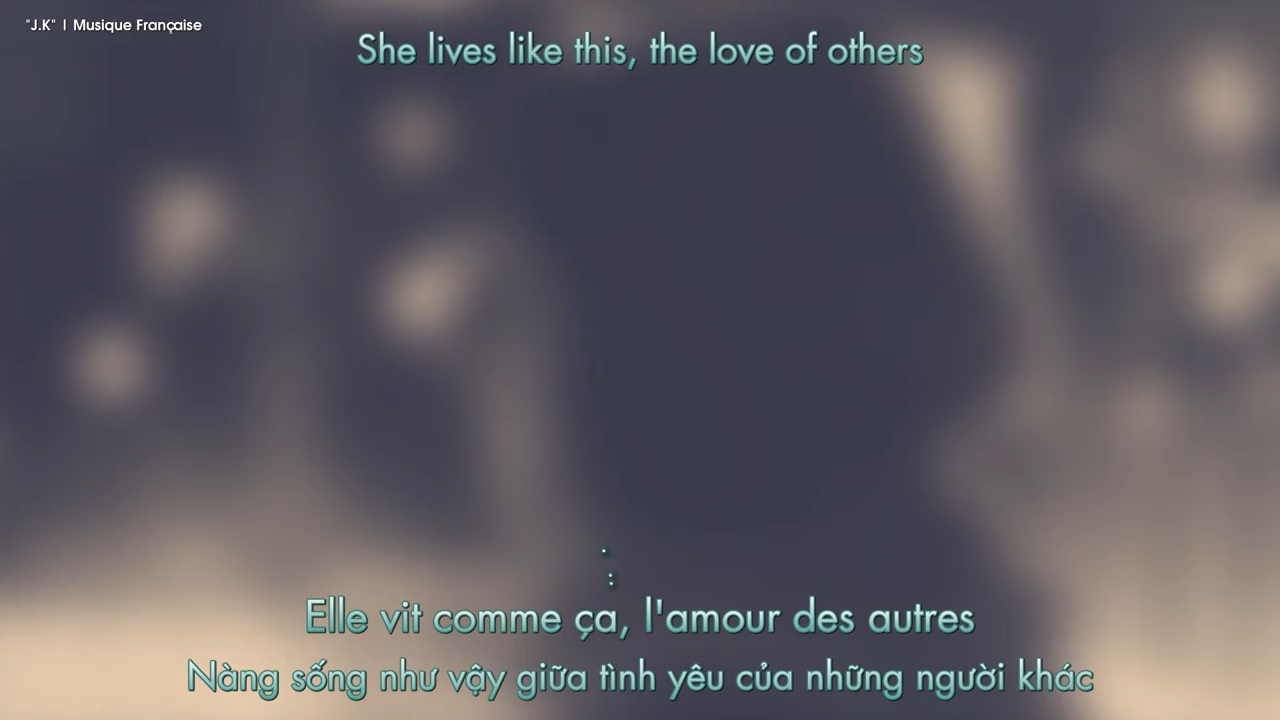 "J.K" | Musique Française
She lives like this, the love of others
Elle vit comme ça, l'amour des autres
Nàng sống như vậy giữa tình yêu của những người khác